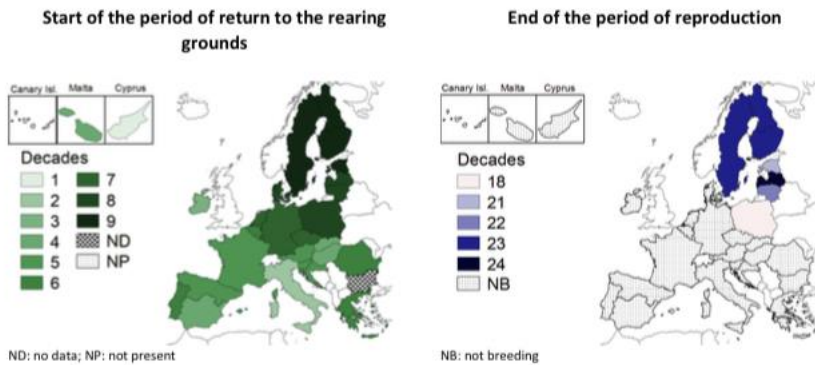 Start of the period of return to the rearing
grounds
Canary Isl. Malta Cyprus
Decades
1
2
3
4
5
6
7
8
9
ND
NP
ND: no data; NP: not present
End of the period of reproduction
Canary Isl. Malta Cyprus
Decades
18
21
22
23
24
NB
NB: not breeding